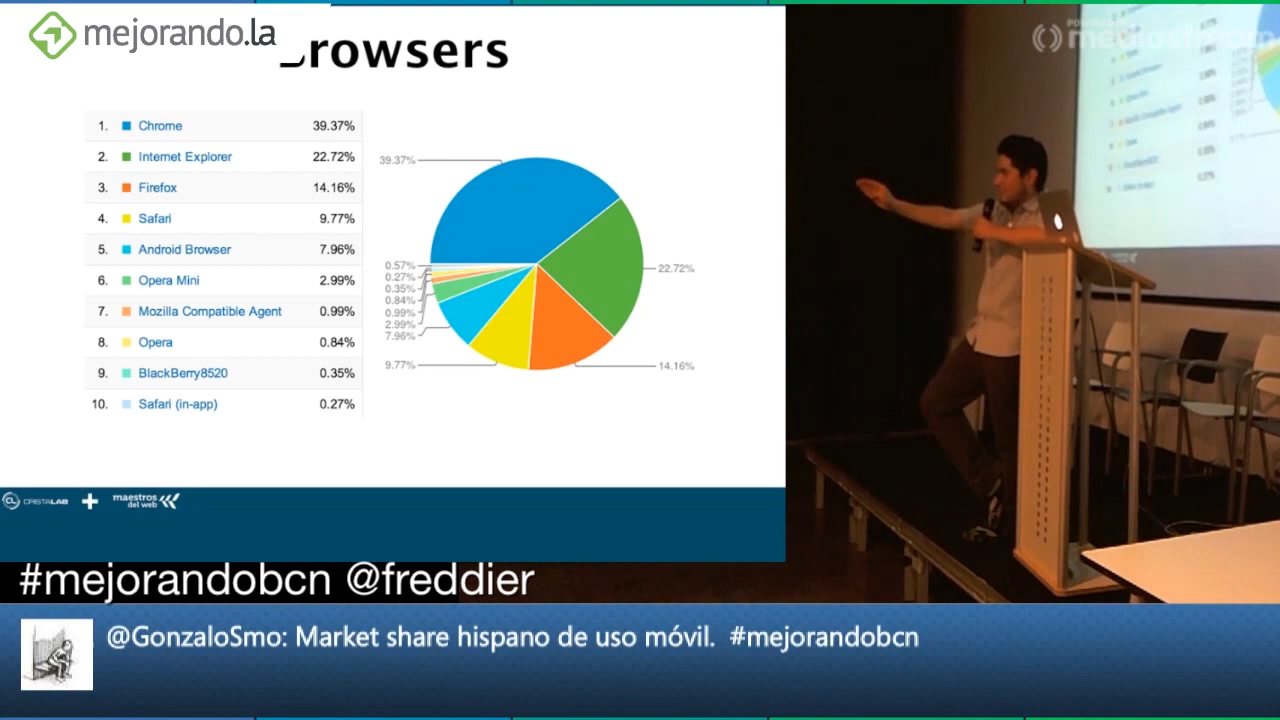 mejorando.la
Browsers
1. Chrome 39.37%
2. Internet Explorer 22.72%
3. Firefox 14.16%
4. Safari 9.77%
5. Android Browser 7.96%
6. Opera Mini 2.99%
7. Mozilla Compatible Agent 0.99%
8. Opera 0.84%
9. BlackBerry8520 0.35%
10. Safari (in-app) 0.27%
39.37%
22.72%
14.16%
9.77%
7.96%
2.99%
0.99%
0.84%
0.35%
0.27%
0.57%
CL CRISTALAB + maestros
del web
mediastream
#mejorandobcn @freddier
@GonzaloSmo: Market share hispano de uso móvil. #mejorandobcn